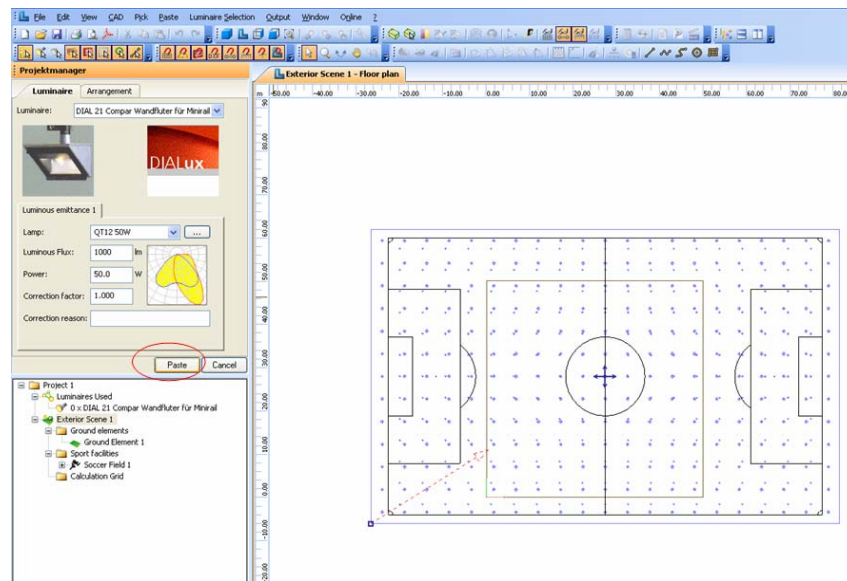 File Edit View CAD Pick Paste Luminaire Selection Output Window Online ?
Projektmanager
Luminaire Arrangement
Luminaire: DIAL 21 Compar Wandfluter für Minirail
DIALux
Luminous emittance 1
Lamp: QT12 50W ...
Luminous Flux: 1000 lm
Power: 50.0 W
Correction factor: 1.000
Correction reason:
Paste Cancel
Project 1
Luminaires Used
0 x DIAL 21 Compar Wandfluter für Minirail
Exterior Scene 1
Ground elements
Ground Element 1
Sport facilities
Soccer Field 1
Calculation Grid
Exterior Scene 1 - Floor plan
m -50.00 -40.00 -30.00 -20.00 -10.00 0.00 10.00 20.00 30.00 40.00 50.00 60.00 70.00 80.00
90
80.00
70.00
60.00
50.00
40.00
30.00
20.00
10.00
0.00
-10.00
-20.00